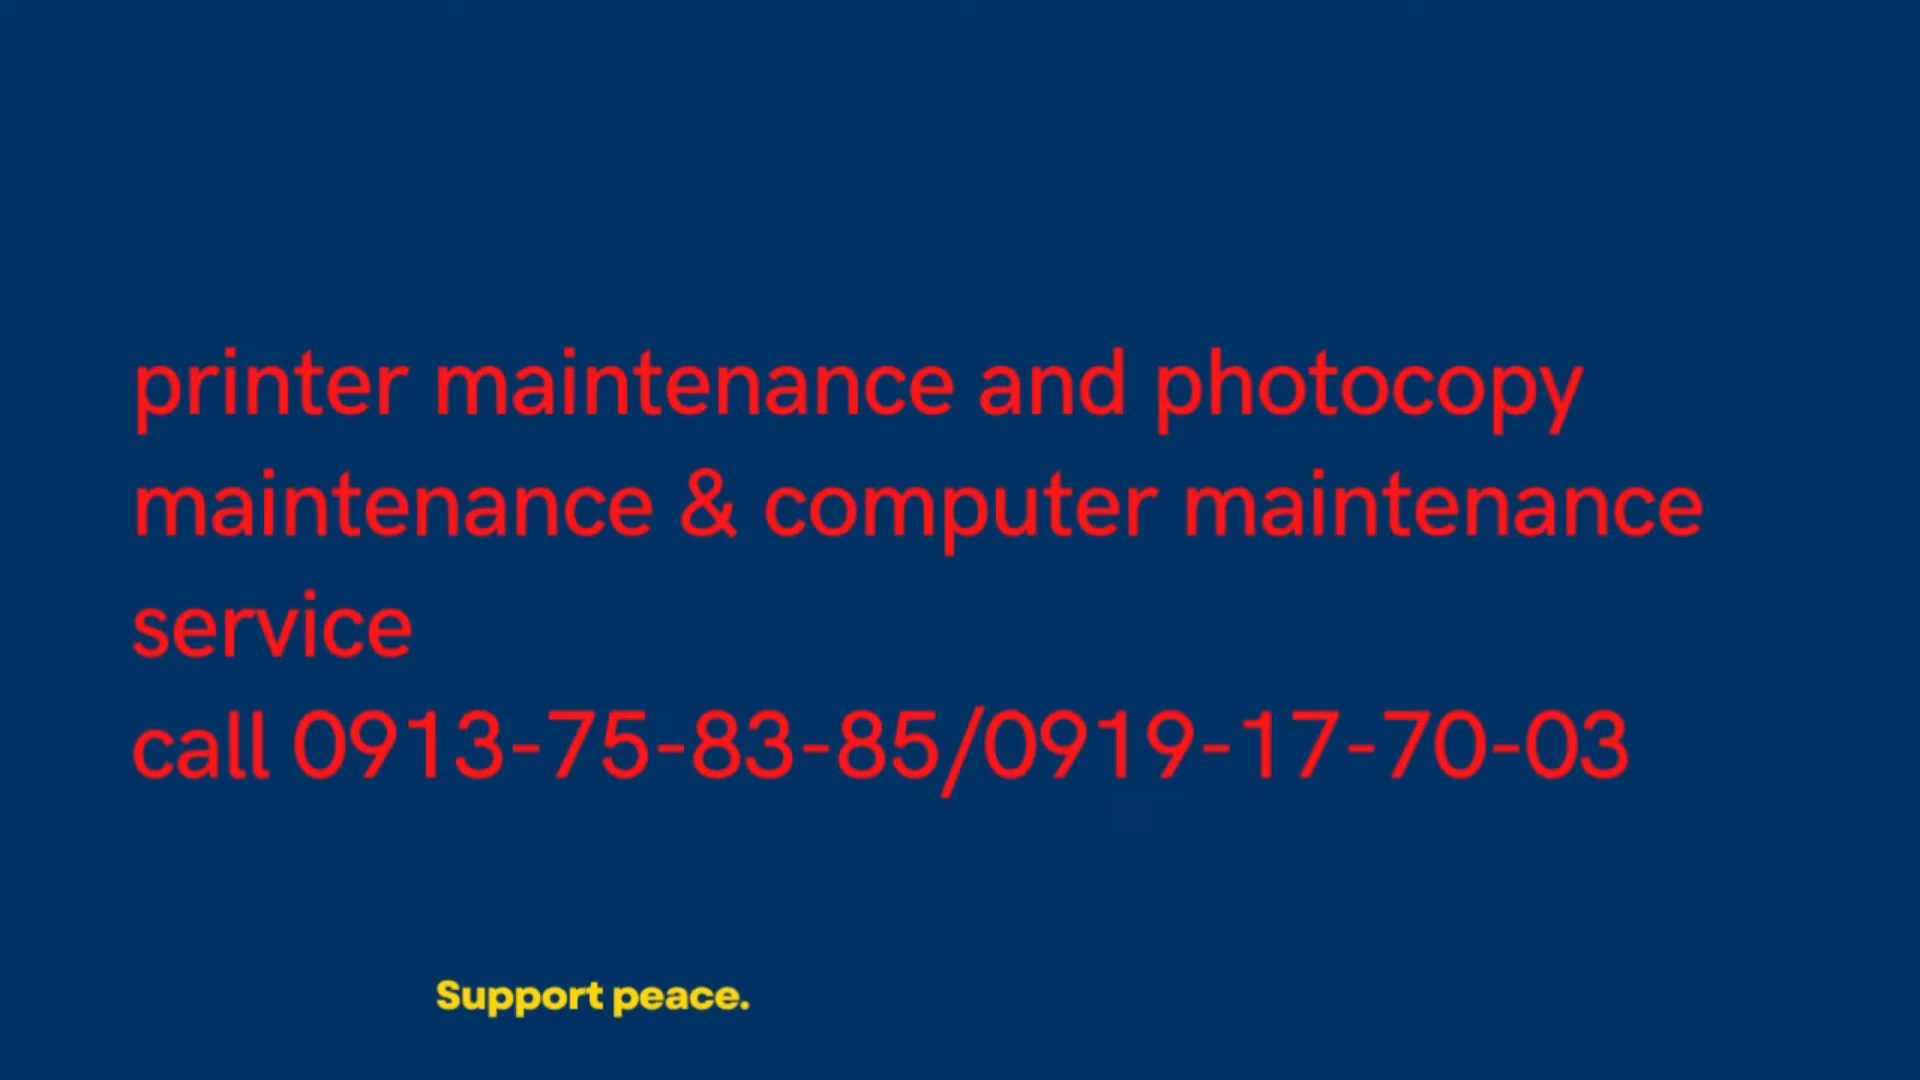 printer maintenance and photocopy
maintenance & computer maintenance
service
call 0913-75-83-85/0919-17-70-03
Support peace.